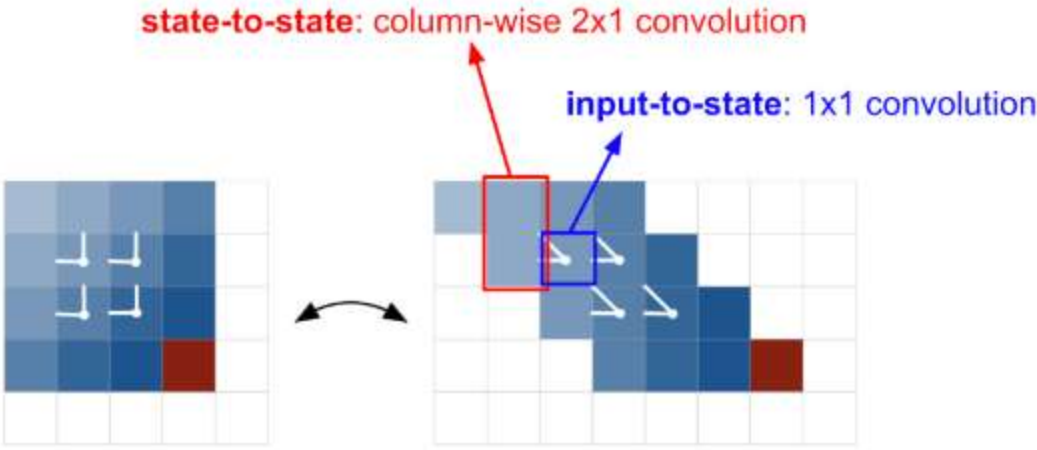 state-to-state: column-wise 2x1 convolution
input-to-state: 1x1 convolution